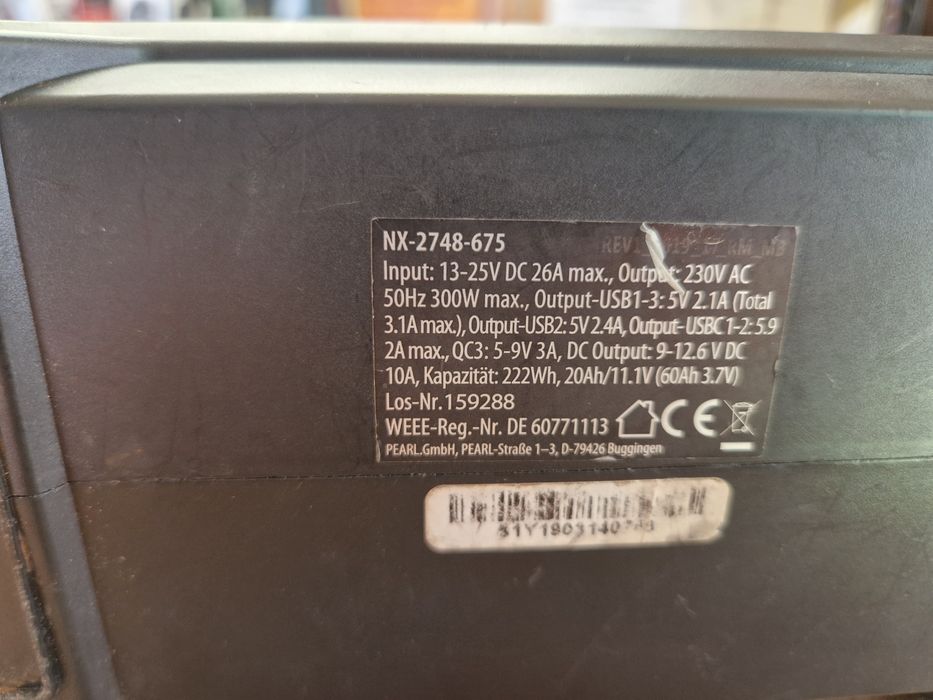 NX-2748-675
Input: 13-25V DC 26A max., Output: 230V AC
50Hz 300W max., Output-USB1-3: 5V 2.1A (Total
3.1A max.), Output-USB2: 5V 2.4A, Output-USBC1-2: 5.9
2A max., QC3: 5-9V 3A, DC Output: 9-12.6 V DC
10A, Kapazität: 222Wh, 20Ah/11.1V (60Ah 3.7V)
Los-Nr.159288
WEEE-Reg.-Nr. DE 60771113 CE
PEARL.GmbH, PEARL-Straße 1–3, D-79426 Buggingen